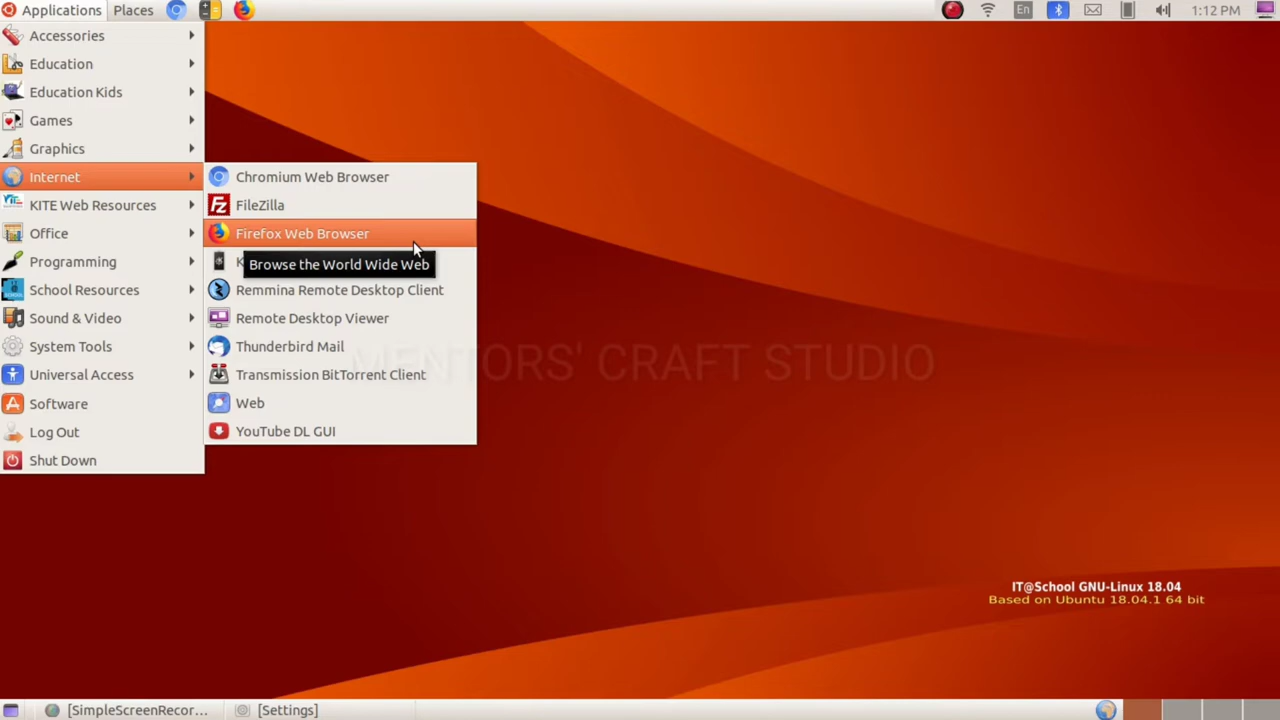 Applications Places
En 1:12 PM
Accessories
Education
Education Kids
Games
Graphics
Internet
KITE Web Resources
Office
Programming
School Resources
Sound & Video
System Tools
Universal Access
Software
Log Out
Shut Down
Chromium Web Browser
FileZilla
Firefox Web Browser
Browse the World Wide Web
Remmina Remote Desktop Client
Remote Desktop Viewer
Thunderbird Mail
Transmission BitTorrent Client
Web
YouTube DL GUI
MENTORS' CRAFT STUDIO
IT@School GNU-Linux 18.04
Based on Ubuntu 18.04.1 64 bit
[SimpleScreenRecor... [Settings]